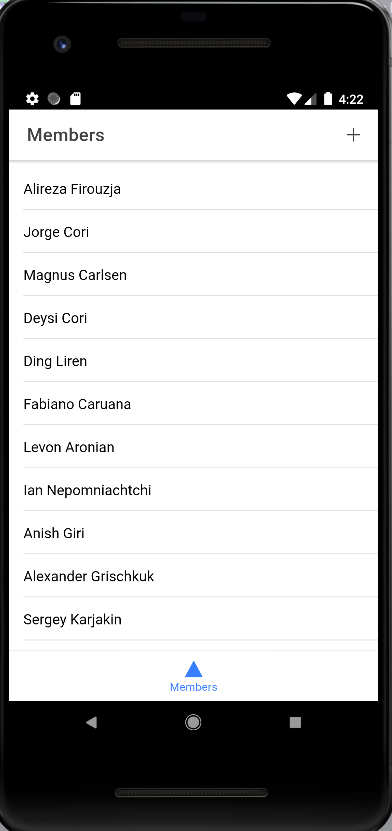 4:22
Members
Alireza Firouzja
Jorge Cori
Magnus Carlsen
Deysi Cori
Ding Liren
Fabiano Caruana
Levon Aronian
Ian Nepomniachtchi
Anish Giri
Alexander Grischkuk
Sergey Karjakin
Members